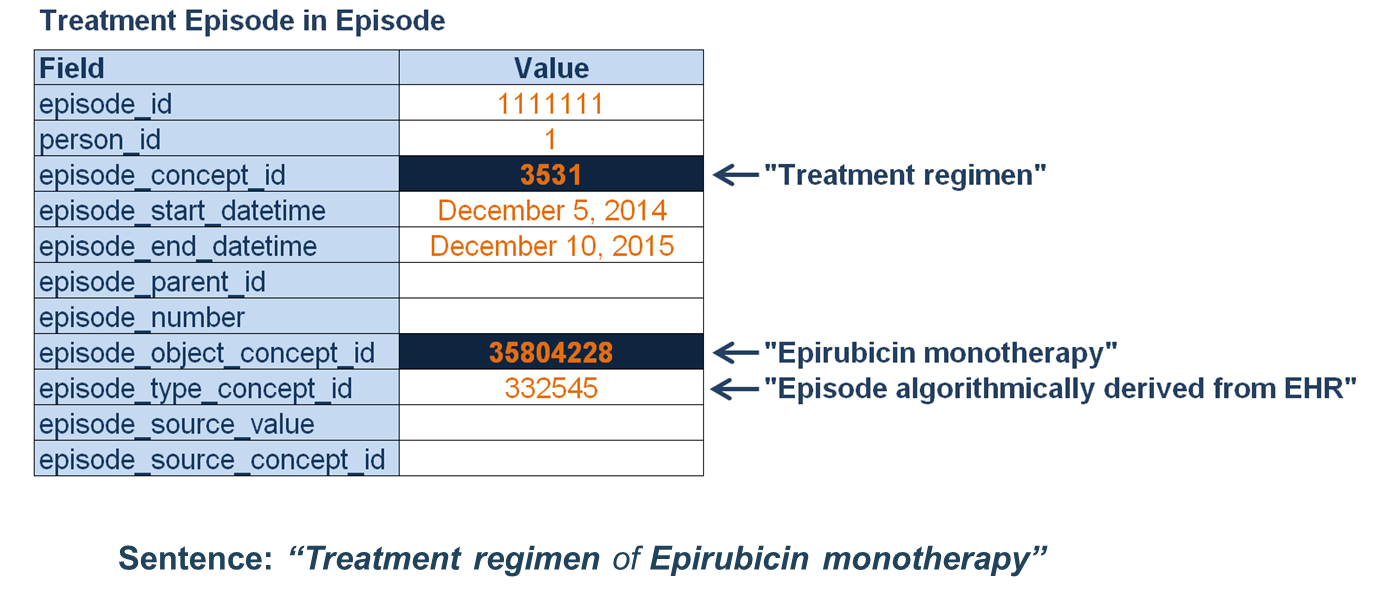 Treatment Episode in Episode
Field Value
episode_id 1111111
person_id 1
episode_concept_id 3531 "Treatment regimen"
episode_start_datetime December 5, 2014
episode_end_datetime December 10, 2015
episode_parent_id
episode_number
episode_object_concept_id 35804228 "Epirubicin monotherapy"
episode_type_concept_id 332545 "Episode algorithmically derived from EHR"
episode_source_value
episode_source_concept_id
Sentence: “Treatment regimen of Epirubicin monotherapy”